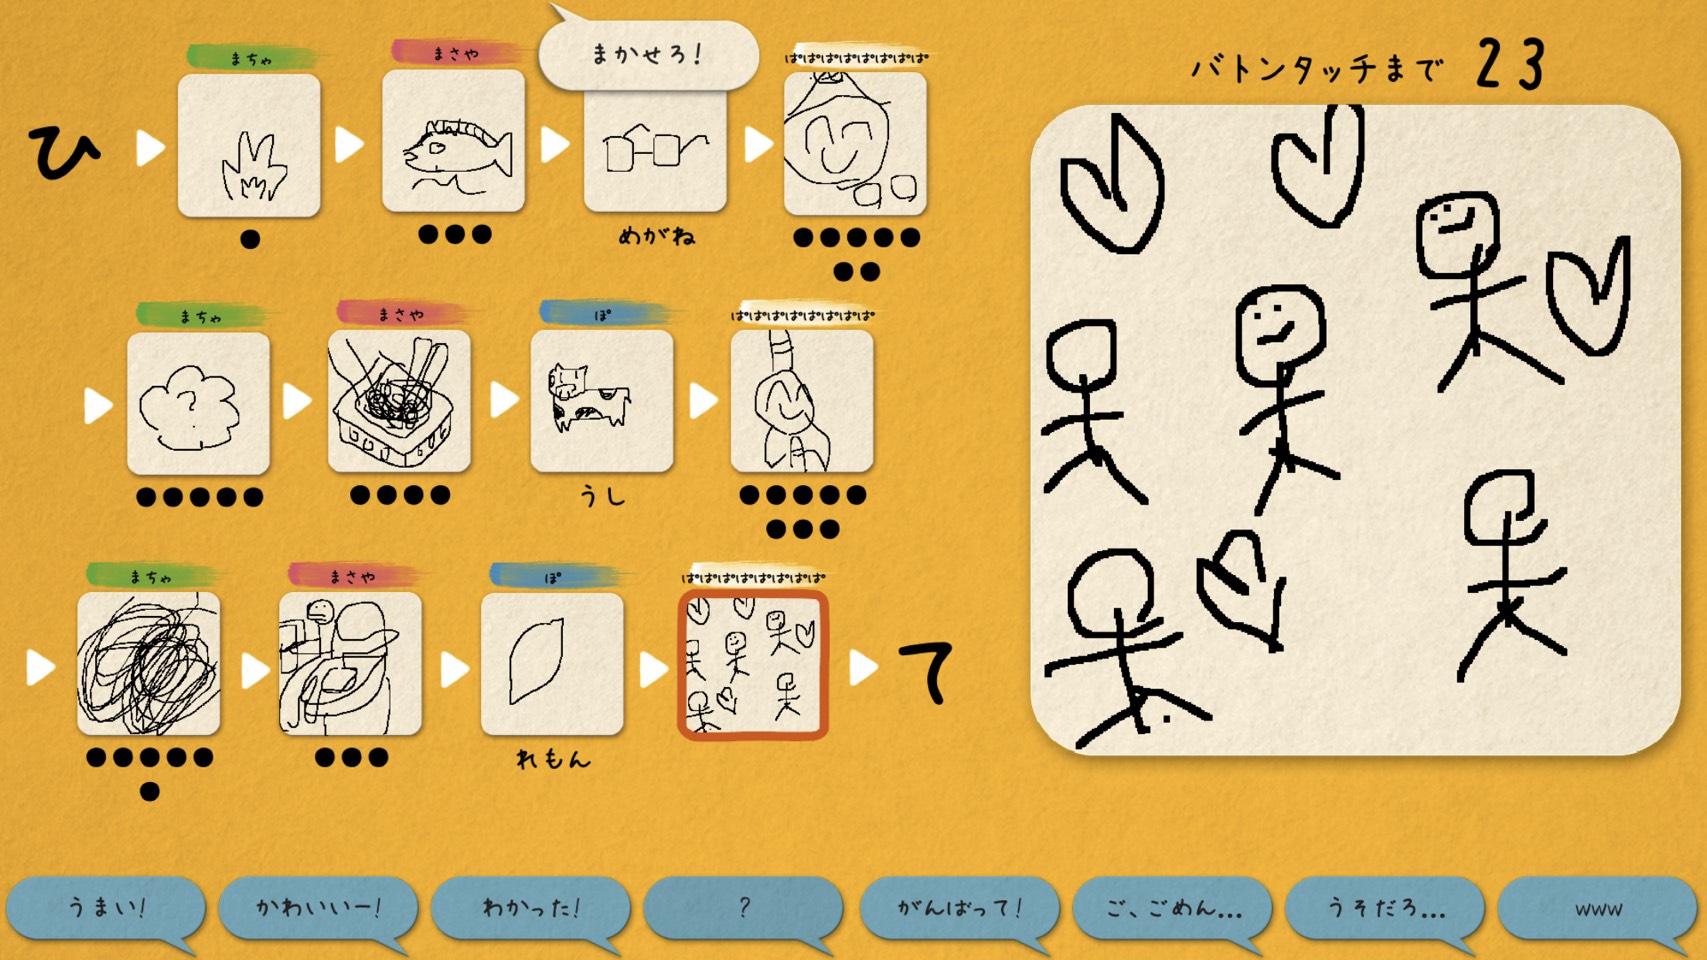 まかせろ!
バトンタッチまで 23
ひ
まちゃ
まさや
ぱぱぱぱぱぱぱぱぱ
めがね
まちゃ
まさや
ぽ
ぱぱぱぱぱぱぱぱぱ
うし
まちゃ
まさや
ぽ
ぱぱぱぱぱぱぱぱぱ
て
れもん
うまい!
かわいいー!
わかった!
?
がんばって!
ご、ごめん...
うそだろ...
www